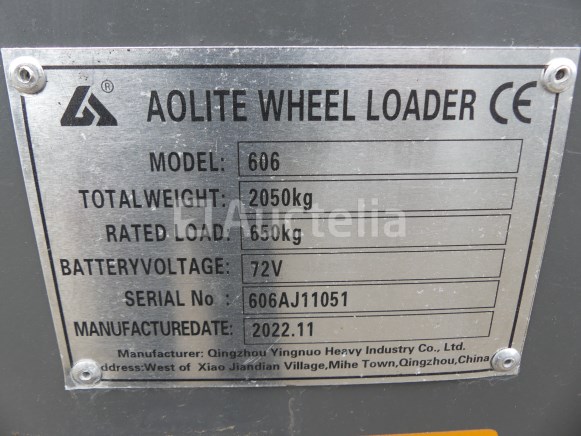 ® AOLITE WHEEL LOADER CE
MODEL: 606
TOTALWEIGHT: 2050kg
RATED LOAD: 650kg
Auctelia
BATTERYVOLTAGE: 72V
SERIAL No : 606AJ11051
MANUFACTUREDATE: 2022.11
Manufacturer: Qingzhou Yingnuo Heavy Industry Co., Ltd.
ddress:West of Xiao Jiandian Village,Mihe Town,Qingzhou,China